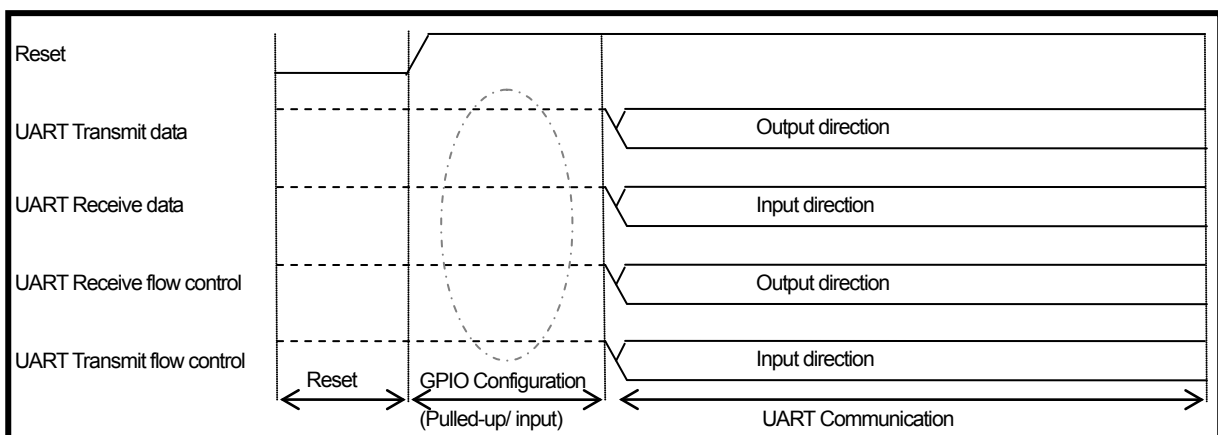 Reset
UART Transmit data
Output direction
UART Receive data
Input direction
UART Receive flow control
Output direction
UART Transmit flow control
Input direction
Reset
GPIO Configuration
(Pulled-up/ input)
UART Communication